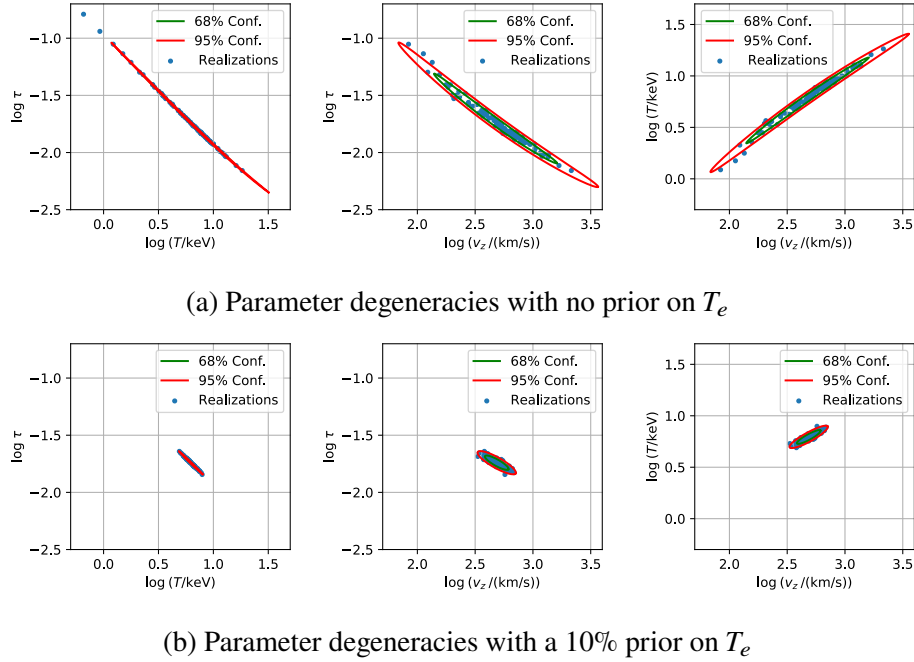 68% Conf.
95% Conf.
Realizations
log τ
−1.0
−1.5
−2.0
−2.5
0.0
0.5
1.0
1.5
log (T/keV)
68% Conf.
95% Conf.
Realizations
log τ
−1.0
−1.5
−2.0
−2.5
2.0
2.5
3.0
3.5
log (v_z /(km/s))
68% Conf.
95% Conf.
Realizations
log (T/keV)
1.5
1.0
0.5
0.0
2.0
2.5
3.0
3.5
log (v_z /(km/s))
(a) Parameter degeneracies with no prior on T_e
68% Conf.
95% Conf.
Realizations
log τ
−1.0
−1.5
−2.0
−2.5
0.0
0.5
1.0
1.5
log (T/keV)
68% Conf.
95% Conf.
Realizations
log τ
−1.0
−1.5
−2.0
−2.5
2.0
2.5
3.0
3.5
log (v_z /(km/s))
68% Conf.
95% Conf.
Realizations
log (T/keV)
1.5
1.0
0.5
0.0
2.0
2.5
3.0
3.5
log (v_z /(km/s))
(b) Parameter degeneracies with a 10% prior on T_e